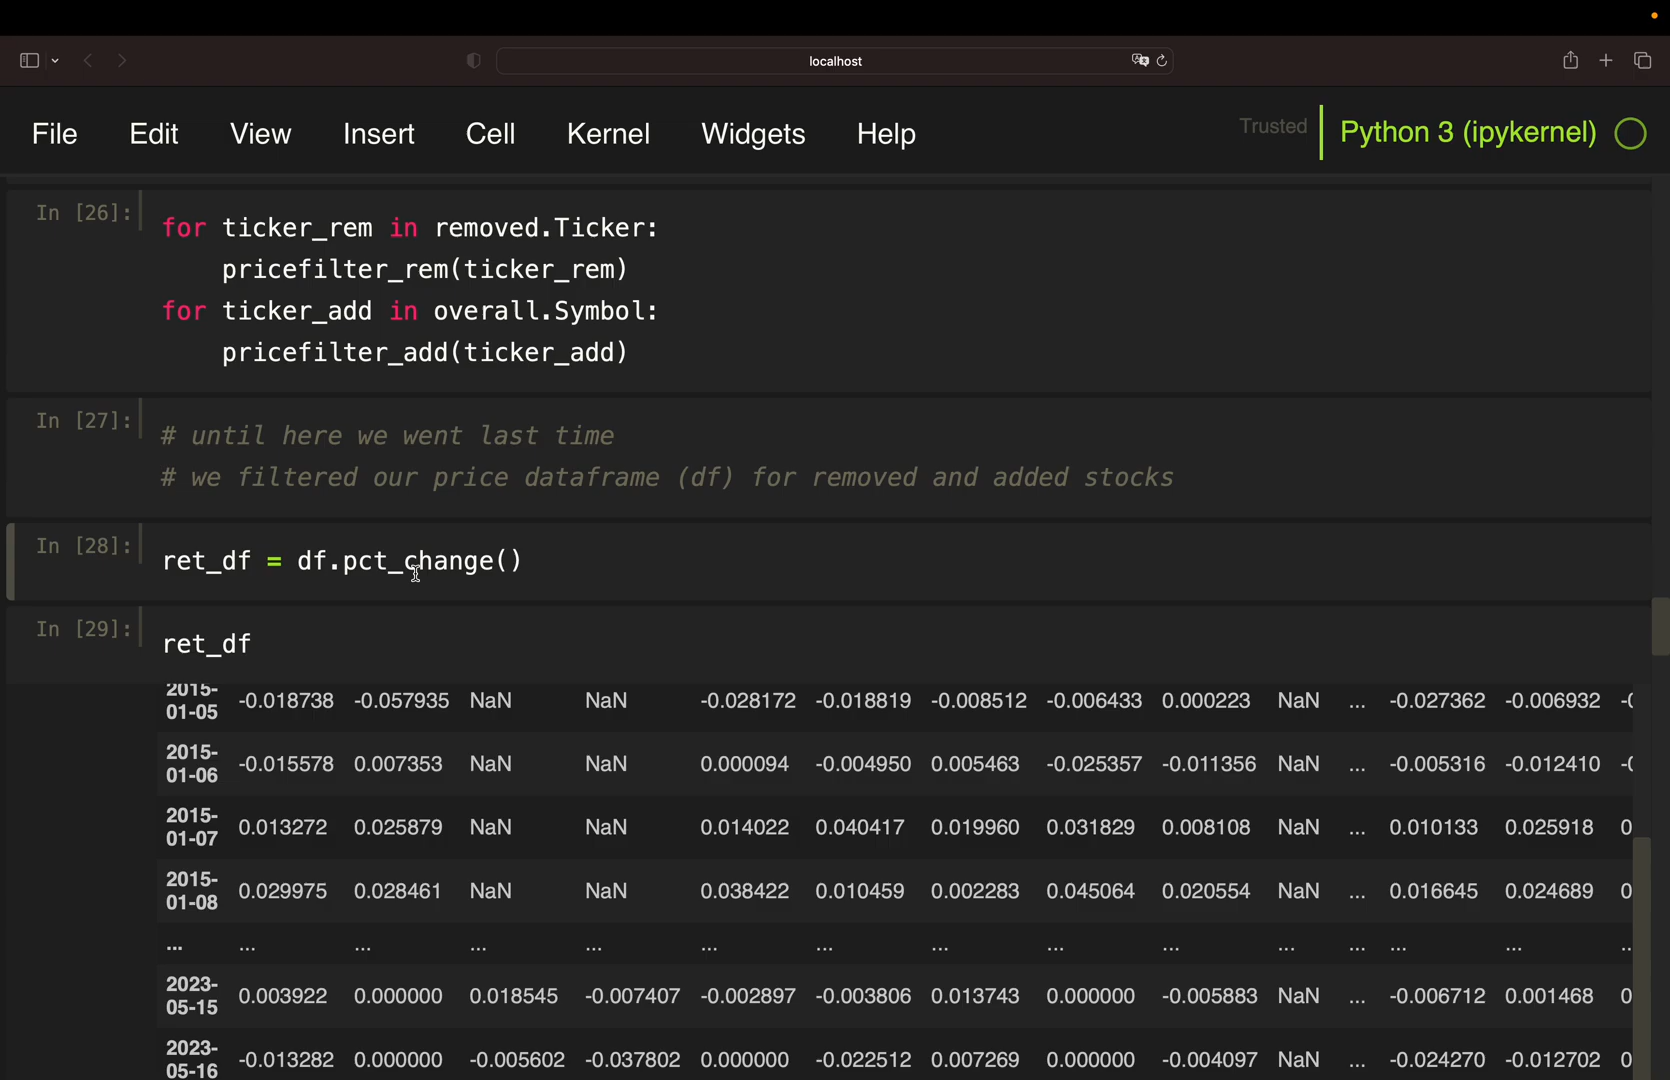 localhost
File Edit View Insert Cell Kernel Widgets Help Trusted Python 3 (ipykernel)
In [26]: for ticker_rem in removed.Ticker:
pricefilter_rem(ticker_rem)
for ticker_add in overall.Symbol:
pricefilter_add(ticker_add)
In [27]: # until here we went last time
# we filtered our price dataframe (df) for removed and added stocks
In [28]: ret_df = df.pct_change()
In [29]: ret_df
2015-01-05 -0.018738 -0.057935 NaN NaN -0.028172 -0.018819 -0.008512 -0.006433 0.000223 NaN ... -0.027362 -0.006932
2015-01-06 -0.015578 0.007353 NaN NaN 0.000094 -0.004950 0.005463 -0.025357 -0.011356 NaN ... -0.005316 -0.012410
2015-01-07 0.013272 0.025879 NaN NaN 0.014022 0.040417 0.019960 0.031829 0.008108 NaN ... 0.010133 0.025918 0
2015-01-08 0.029975 0.028461 NaN NaN 0.038422 0.010459 0.002283 0.045064 0.020554 NaN ... 0.016645 0.024689 0
... ... ... ... ... ... ... ... ... ... ... ... ... ... ..
2023-05-15 0.003922 0.000000 0.018545 -0.007407 -0.002897 -0.003806 0.013743 0.000000 -0.005883 NaN ... -0.006712 0.001468 0
2023-05-16 -0.013282 0.000000 -0.005602 -0.037802 0.000000 -0.022512 0.007269 0.000000 -0.004097 NaN ... -0.024270 -0.012702 0